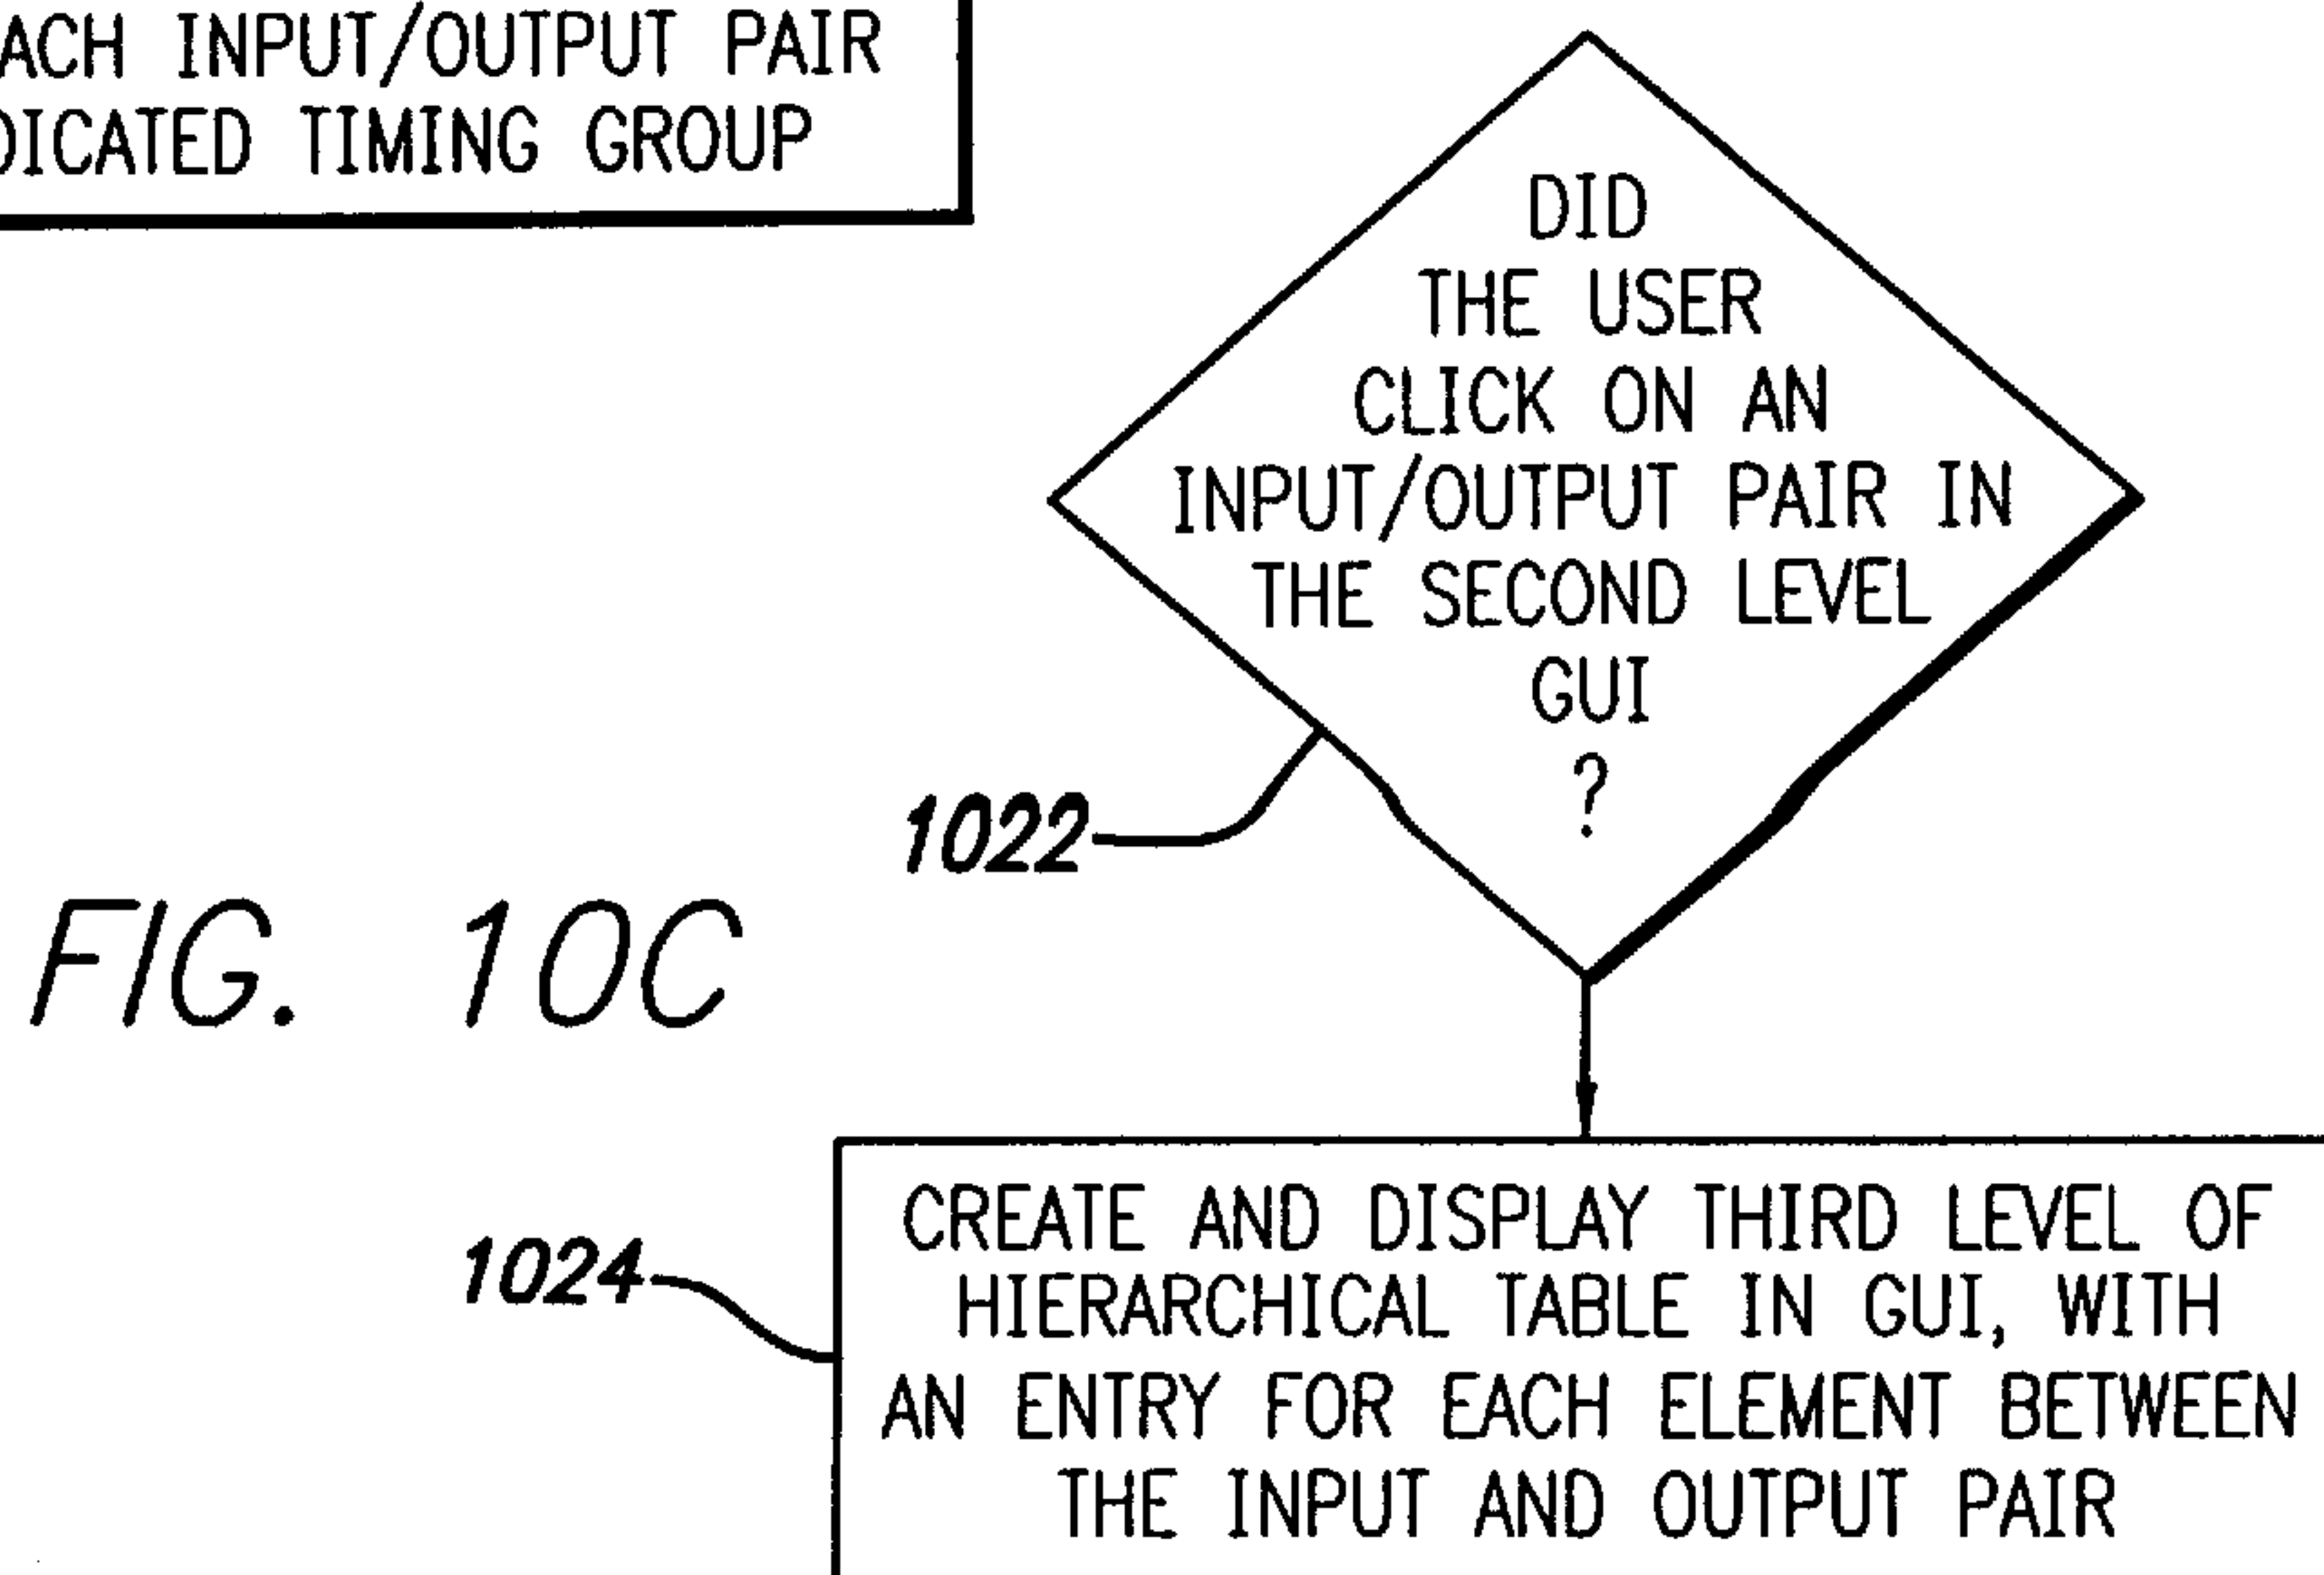 INPUT/OUTPUT PAIR
TIMING GROUP
DID
THE USER
CLICK ON AN
INPUT/OUTPUT PAIR IN
THE SECOND LEVEL
GUI
?
1022
FIG. 10C
CREATE AND DISPLAY THIRD LEVEL OF
1024
HIERARCHICAL TABLE IN GUI, WITH
AN ENTRY FOR EACH ELEMENT BETWEEN
THE INPUT AND OUTPUT PAIR